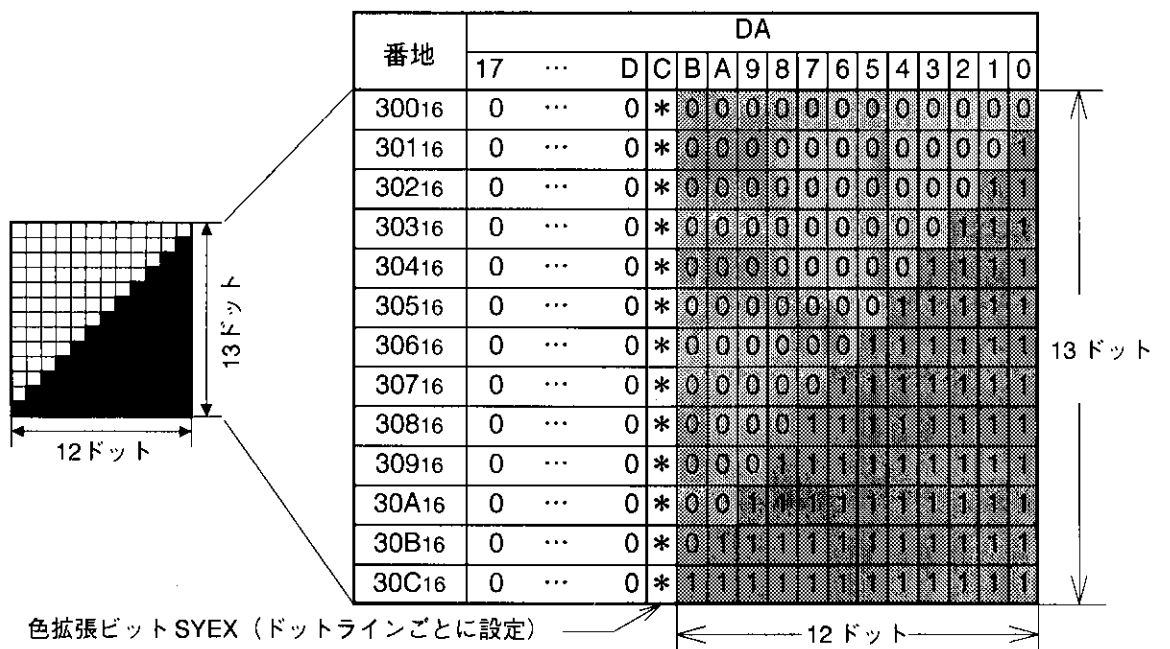 番地 DA
17 … D C B A 9 8 7 6 5 4 3 2 1 0
30016 0 … 0 * 0 0 0 0 0 0 0 0 0 0 0 0
30116 0 … 0 * 0 0 0 0 0 0 0 0 0 0 0 1
30216 0 … 0 * 0 0 0 0 0 0 0 0 0 0 1 1
30316 0 … 0 * 0 0 0 0 0 0 0 0 0 1 1 1
30416 0 … 0 * 0 0 0 0 0 0 0 0 1 1 1 1
30516 0 … 0 * 0 0 0 0 0 0 0 1 1 1 1 1
30616 0 … 0 * 0 0 0 0 0 0 1 1 1 1 1 1
30716 0 … 0 * 0 0 0 0 0 1 1 1 1 1 1 1
30816 0 … 0 * 0 0 0 0 1 1 1 1 1 1 1 1
30916 0 … 0 * 0 0 0 1 1 1 1 1 1 1 1 1
30A16 0 … 0 * 0 0 1 1 1 1 1 1 1 1 1 1
30B16 0 … 0 * 0 1 1 1 1 1 1 1 1 1 1 1
30C16 0 … 0 * 1 1 1 1 1 1 1 1 1 1 1 1
13ドット
12ドット
13ドット
色拡張ビットSYEX（ドットラインごとに設定）
12ドット